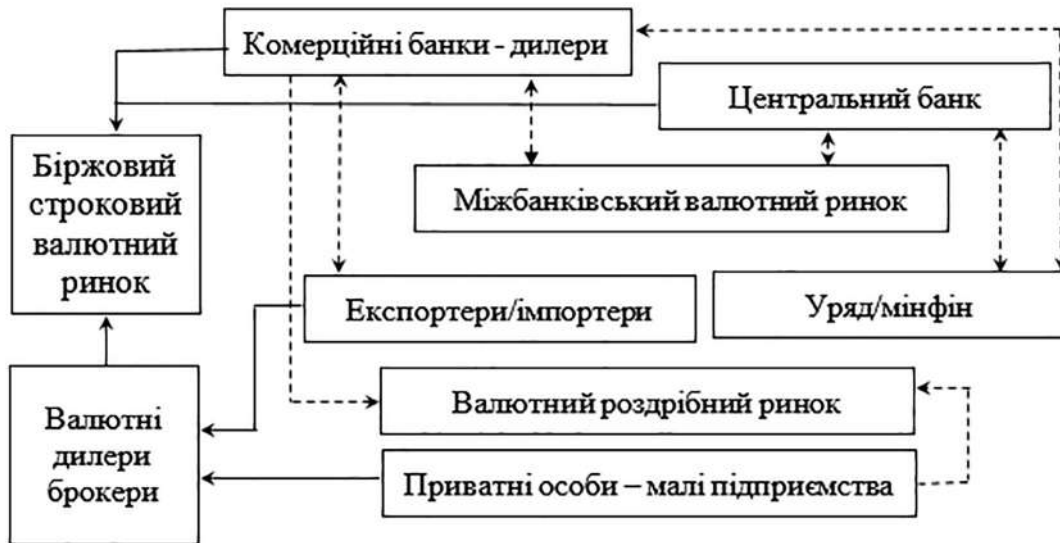 Комерційні банки - дилери
Центральний банк
Біржовий
строковий
валютний
ринок
Міжбанківський валютний ринок
Експортери/імпортери
Уряд/мінфін
Валютні
дилери
брокери
Валютний роздрібний ринок
Приватні особи – малі підприємства